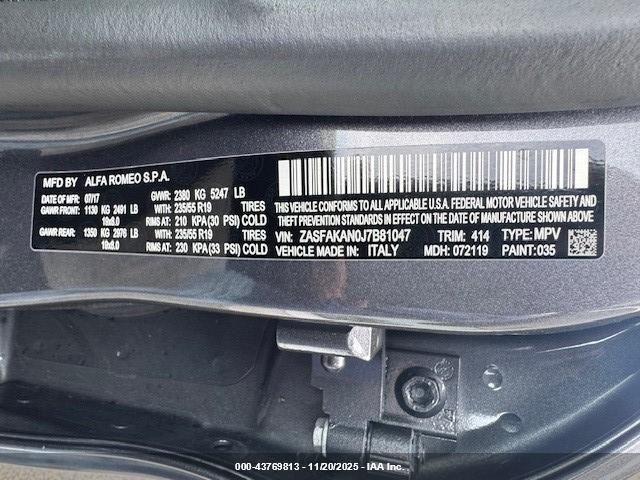 MFD BY ALFA ROMEO S.P.A.
DATE OF MFR: 07/17 GVWR: 2380 KG 5247 LB
GAWR FRONT: 1130 KG 2491 LB 235/55 R19 TIRES
18x8.0 RIMS AT: 210 KPA (30 PSI) COLD
GAWR REAR: 1350 KG 2976 LB 235/55 R19 TIRES
18x8.0 RIMS AT: 230 KPA (33 PSI) COLD
THIS VEHICLE CONFORMS TO ALL APPLICABLE U.S.A. FEDERAL MOTOR VEHICLE SAFETY, BUMPER AND
THEFT PREVENTION STANDARDS IN EFFECT ON THE DATE OF MANUFACTURE SHOWN ABOVE.
VIN: ZASFAKAN0J7B81047 TRIM: 414 TYPE: MPV
VEHICLE MADE IN: ITALY MDH: 072119 PAINT: 035
000-43769813 - 11/20/2025 - IAA Inc.